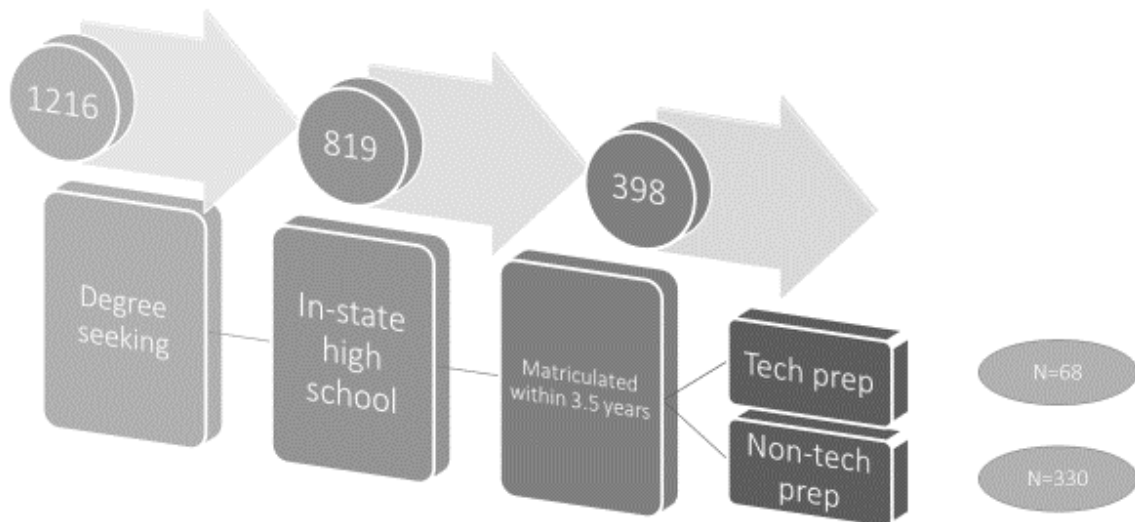 1216
819
398
Degree
seeking
In-state
high
school
Matriculated
within 3.5 years
Tech prep
Non-tech
prep
N=68
N=330